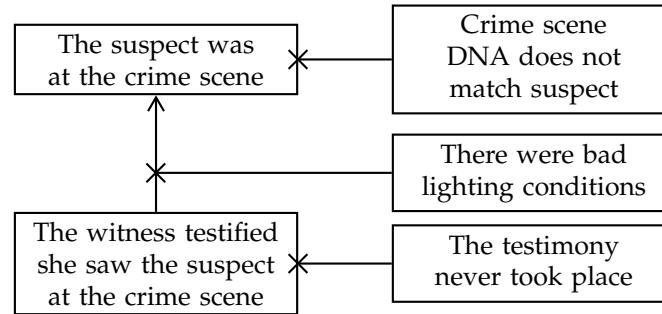 The suspect was
at the crime scene
Crime scene
DNA does not
match suspect
There were bad
lighting conditions
The witness testified
she saw the suspect
at the crime scene
The testimony
never took place